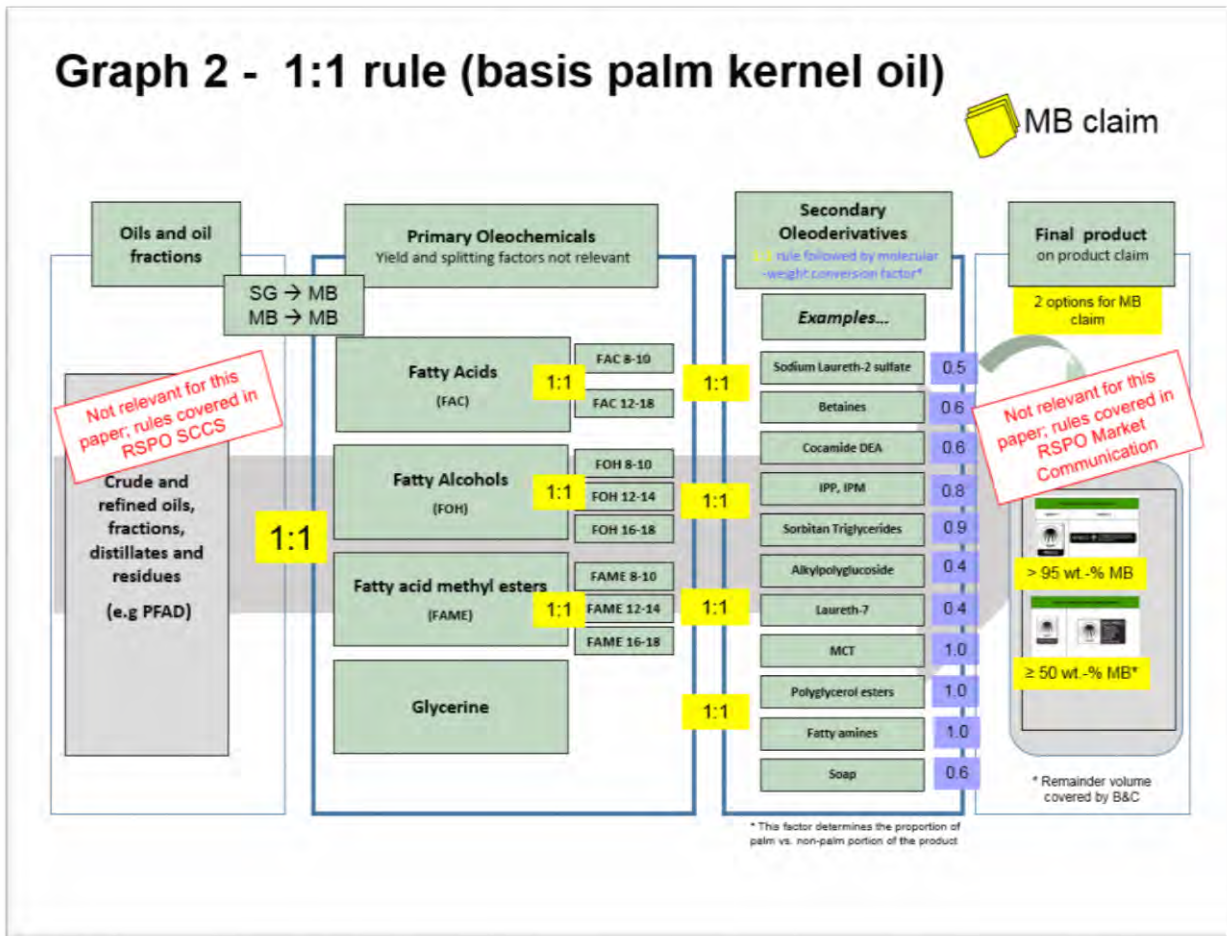 Graph 2 - 1:1 rule (basis palm kernel oil)
MB claim
Oils and oil
fractions
SG → MB
MB → MB
Not relevant for this
paper; rules covered in
RSPO SCCS
Crude and
refined oils,
fractions,
distillates and
residues
(e.g PFAD)
1:1
Primary Oleochemicals
Yield and splitting factors not relevant
Fatty Acids
(FAC)
1:1
FAC 8-10
FAC 12-18
Fatty Alcohols
(FOH)
1:1
FOH 8-10
FOH 12-14
FOH 16-18
Fatty acid methyl esters
(FAME)
1:1
FAME 8-10
FAME 12-14
FAME 16-18
Glycerine
1:1
1:1
1:1
1:1
Secondary
Oleoderivatives
1:1 rule followed by molecular
-weight conversion factor*
Examples...
Sodium Laureth-2 sulfate 0.5
Betaines 0.6
Cocamide DEA 0.6
IPP, IPM 0.8
Sorbitan Triglycerides 0.9
Alkylpolyglucoside 0.4
Laureth-7 0.4
MCT 1.0
Polyglycerol esters 1.0
Fatty amines 1.0
Soap 0.6
* This factor determines the proportion of
palm vs. non-palm portion of the product
Final product
on product claim
2 options for MB
claim
Not relevant for this
paper; rules covered in
RSPO Market
Communication
> 95 wt.-% MB
≥ 50 wt.-% MB*
* Remainder volume
covered by B&C